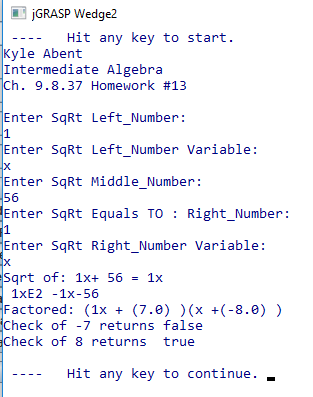 jGRASP Wedge2
---- Hit any key to start.
Kyle Abent
Intermediate Algebra
Ch. 9.8.37 Homework #13
Enter SqRt Left_Number:
1
Enter SqRt Left_Number Variable:
x
Enter SqRt Middle_Number:
56
Enter SqRt Equals TO : Right_Number:
1
Enter SqRt Right_Number Variable:
x
Sqrt of: 1x+ 56 = 1x
1xE2 -1x-56
Factored: (1x + (7.0) )(x +(-8.0) )
Check of -7 returns false
Check of 8 returns  true
---- Hit any key to continue.